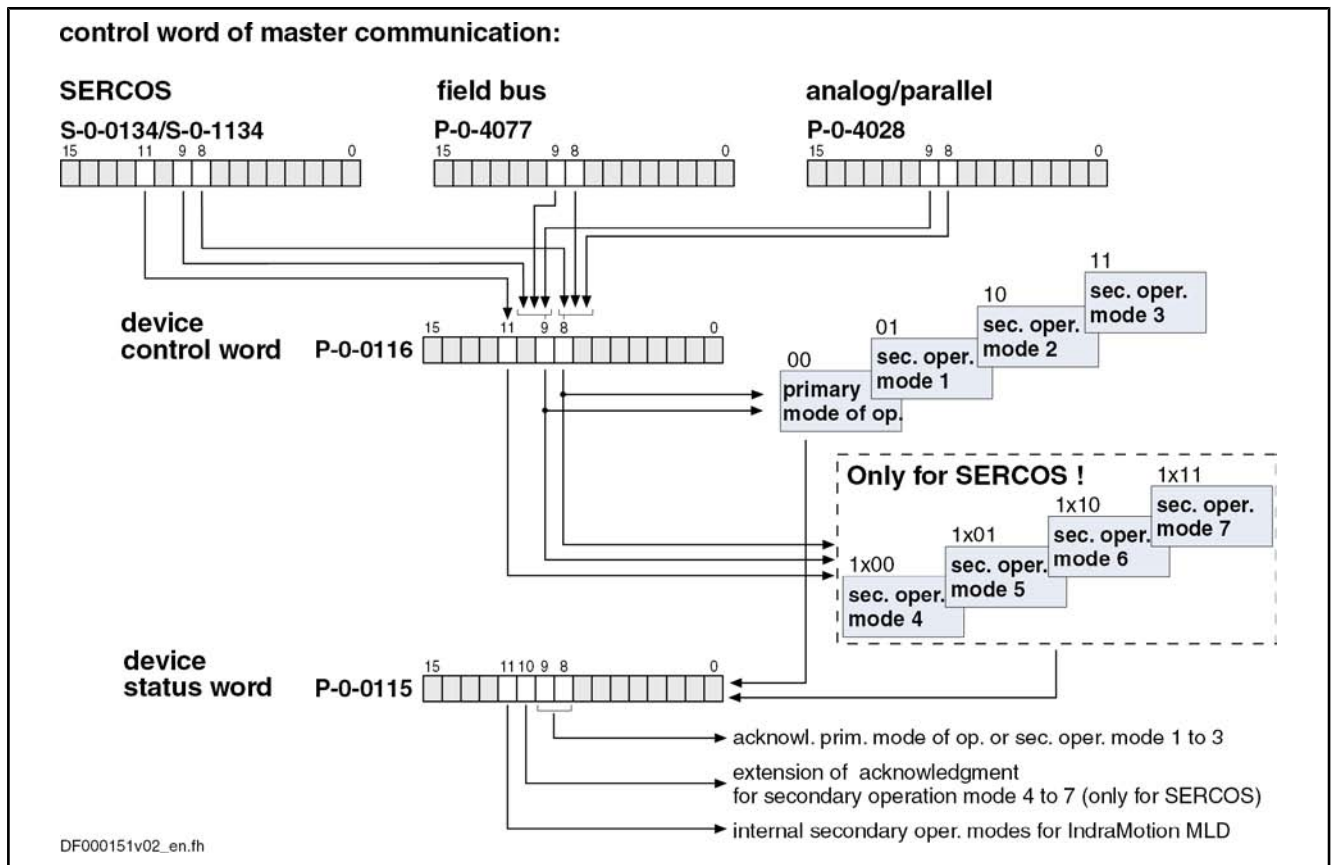 control word of master communication:
SERCOS
S-0-0134/S-0-1134
15 11 9 8 0
field bus
P-0-4077
15 9 8 0
analog/parallel
P-0-4028
15 9 8 0
device
control word P-0-0116
15 11 9 8 0
00
primary
mode of op.
01
sec. oper.
mode 1
10
sec. oper.
mode 2
11
sec. oper.
mode 3
Only for SERCOS !
1x00
sec. oper.
mode 4
1x01
sec. oper.
mode 5
1x10
sec. oper.
mode 6
1x11
sec. oper.
mode 7
device
status word P-0-0115
15 11 10 9 8 0
acknowl. prim. mode of op. or sec. oper. mode 1 to 3
extension of acknowledgment
for secondary operation mode 4 to 7 (only for SERCOS)
internal secondary oper. modes for IndraMotion MLD
DF000151v02_en.fh